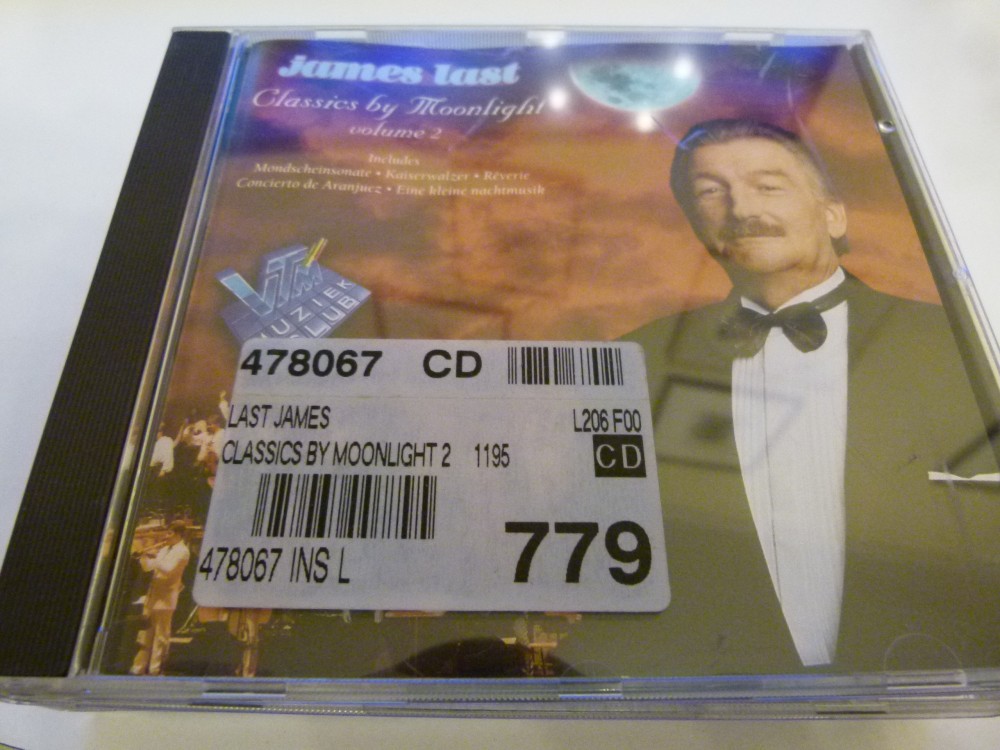 james last
Classics by Moonlight
volume 2
Includes
Mondscheinsonate • Kaiserwalzer • Rêverie
Concierto de Aranjuez • Eine kleine nachtmusik
VTM
MUZIEK
CLUB
478067 CD
LAST JAMES L206 F00
CLASSICS BY MOONLIGHT 2 1195 CD
478067 INS L 779